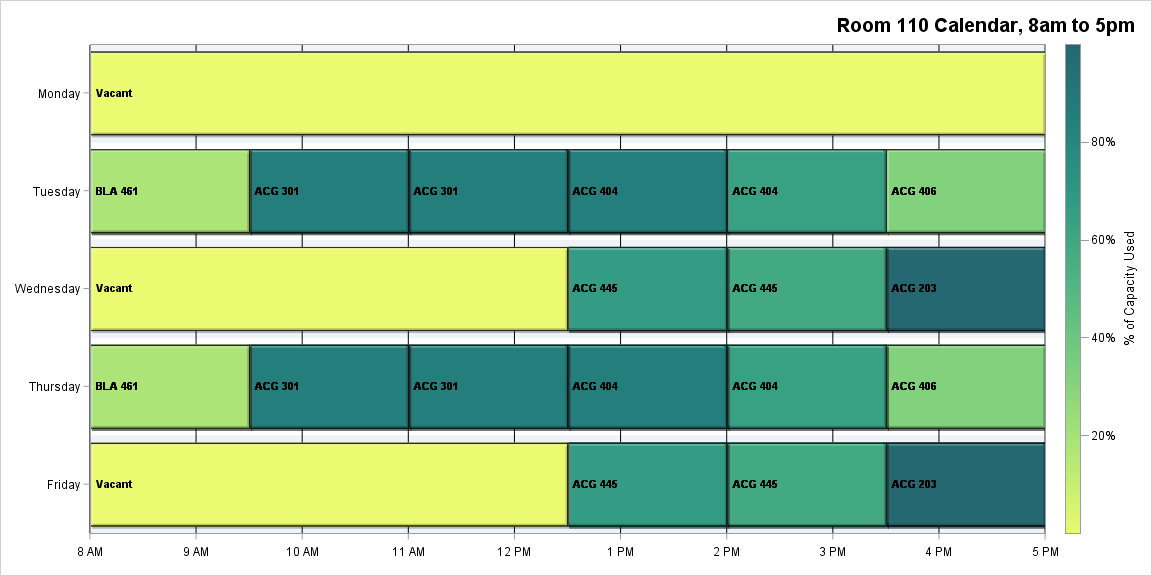 Room 110 Calendar, 8am to 5pm
Monday
Vacant
Tuesday
BLA 461
ACG 301
ACG 301
ACG 404
ACG 404
ACG 406
Wednesday
Vacant
ACG 445
ACG 445
ACG 203
Thursday
BLA 461
ACG 301
ACG 301
ACG 404
ACG 404
ACG 406
Friday
Vacant
ACG 445
ACG 445
ACG 203
8 AM
9 AM
10 AM
11 AM
12 PM
1 PM
2 PM
3 PM
4 PM
5 PM
80%
60%
40%
20%
% of Capacity Used